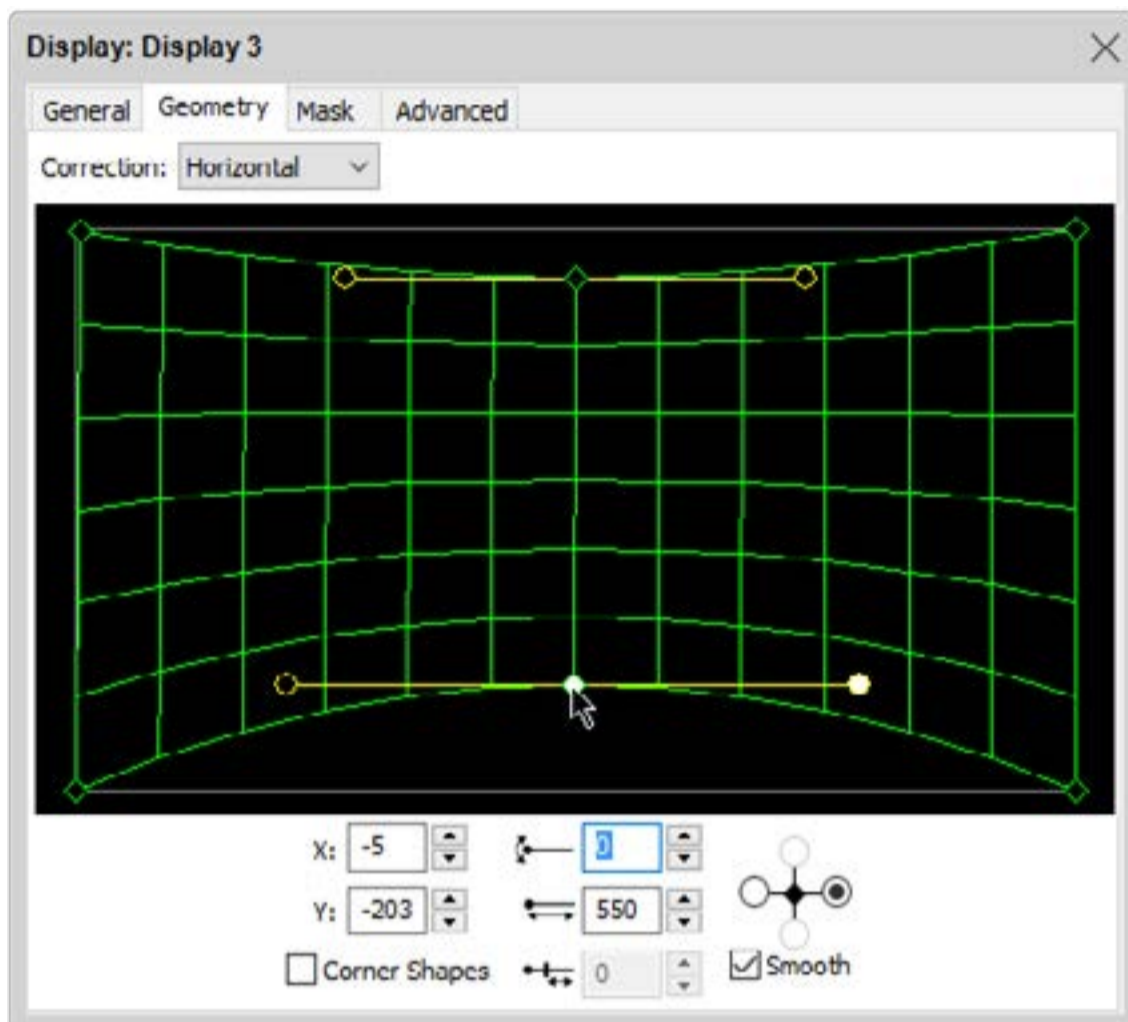 Display: Display 3
General Geometry Mask Advanced
Correction: Horizontal
X: -5 0
Y: -203 550
Corner Shapes 0 Smooth